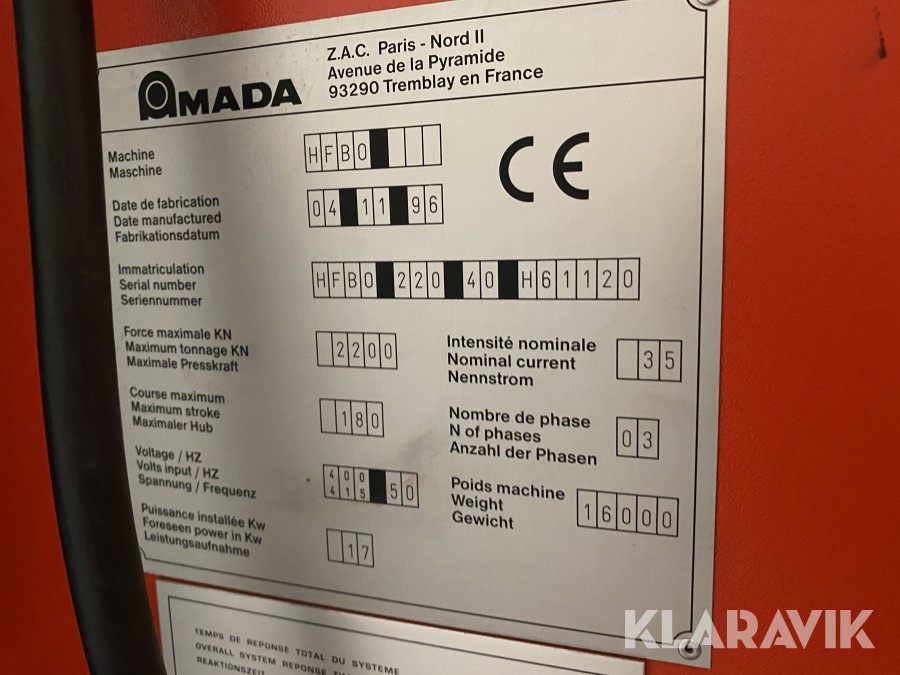 AMADA
Z.A.C. Paris - Nord II
Avenue de la Pyramide
93290 Tremblay en France
Machine
Maschine
HFBO
CE
Date de fabrication
Date manufactured
Fabrikationsdatum
04 11 96
Immatriculation
Serial number
Seriennummer
HFBO 220 40 H61120
Force maximale KN
Maximum tonnage KN
Maximale Presskraft
2200
Intensité nominale
Nominal current
Nennstrom
35
Course maximum
Maximum stroke
Maximaler Hub
180
Nombre de phase
N of phases
Anzahl der Phasen
03
Voltage / HZ
Volts input / HZ
Spannung / Frequenz
400
415 50
Poids machine
Weight
Gewicht
16000
Puissance installée Kw
Foreseen power in Kw
Leistungsaufnahme
17
TEMPS DE REPONSE TOTAL DU SYSTEME
OVERALL SYSTEM REPONSE
REAKTIONSZEIT
KLARAVIK